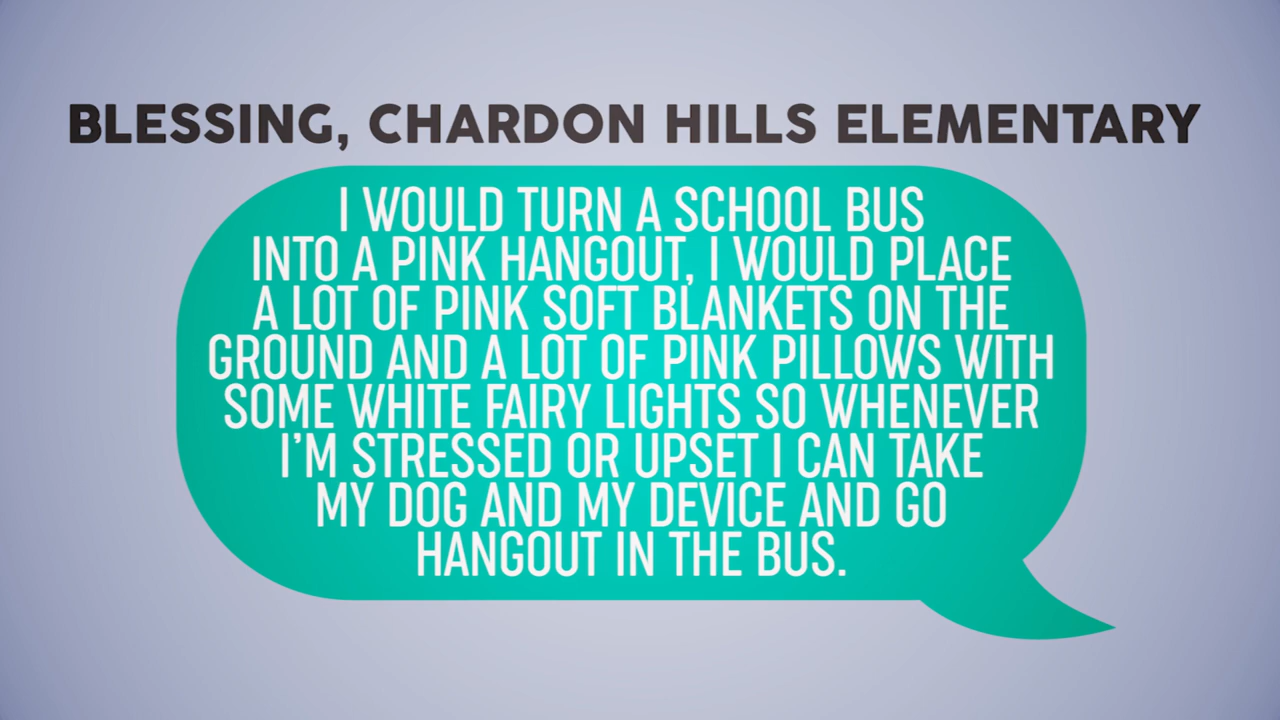 BLESSING, CHARDON HILLS ELEMENTARY
I WOULD TURN A SCHOOL BUS
INTO A PINK HANGOUT, I WOULD PLACE
A LOT OF PINK SOFT BLANKETS ON THE
GROUND AND A LOT OF PINK PILLOWS WITH
SOME WHITE FAIRY LIGHTS SO WHENEVER
I'M STRESSED OR UPSET I CAN TAKE
MY DOG AND MY DEVICE AND GO
HANGOUT IN THE BUS.